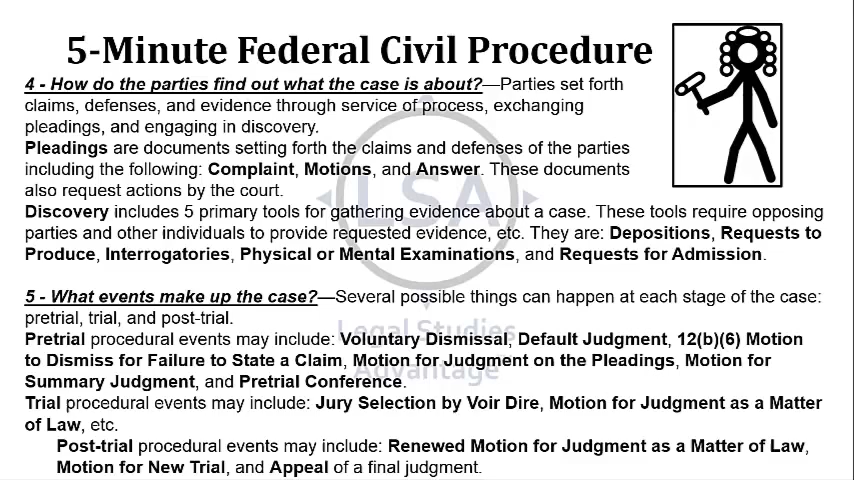 5-Minute Federal Civil Procedure
4 - How do the parties find out what the case is about?—Parties set forth
claims, defenses, and evidence through service of process, exchanging
pleadings, and engaging in discovery.
Pleadings are documents setting forth the claims and defenses of the parties
including the following: Complaint, Motions, and Answer. These documents
also request actions by the court.
LSA
Discovery includes 5 primary tools for gathering evidence about a case. These tools require opposing
parties and other individuals to provide requested evidence, etc. They are: Depositions, Requests to
Produce, Interrogatories, Physical or Mental Examinations, and Requests for Admission.
5 - What events make up the case?—Several possible things can happen at each stage of the case:
pretrial, trial, and post-trial.
Legal Studies
Pretrial procedural events may include: Voluntary Dismissal, Default Judgment, 12(b)(6) Motion
to Dismiss for Failure to State a Claim, Motion for Judgment on the Pleadings, Motion for
Advantage
Summary Judgment, and Pretrial Conference.
Trial procedural events may include: Jury Selection by Voir Dire, Motion for Judgment as a Matter
of Law, etc.
Post-trial procedural events may include: Renewed Motion for Judgment as a Matter of Law,
Motion for New Trial, and Appeal of a final judgment.